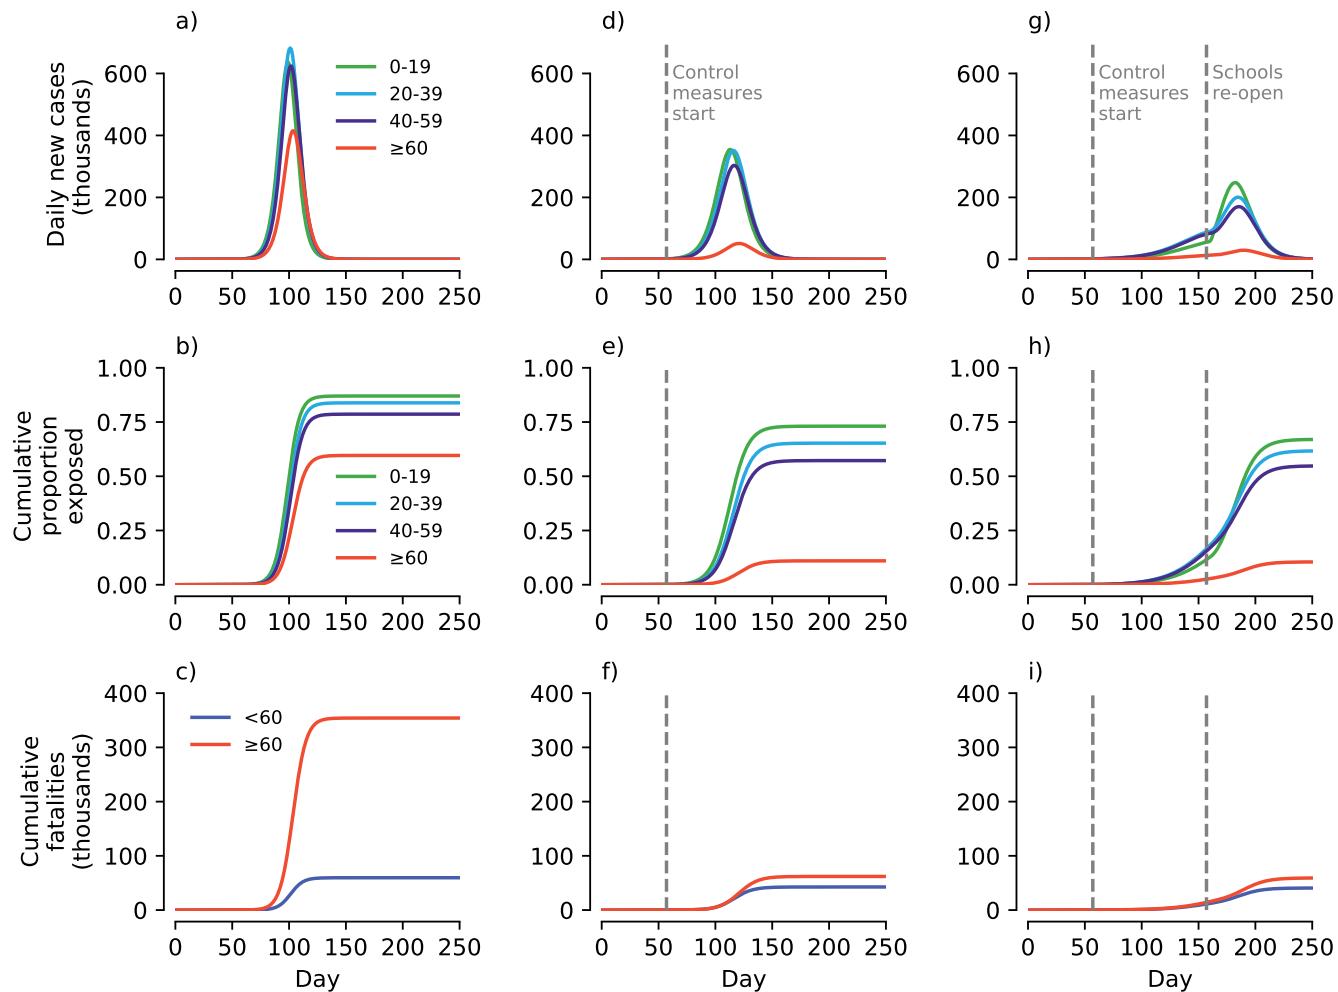 a)
Daily new cases
(thousands)
600
400
200
0
0-19
20-39
40-59
≥60
0 50 100 150 200 250
d)
600
400
200
0
Control
measures
start
0 50 100 150 200 250
g)
600
400
200
0
Control
measures
start
Schools
re-open
0 50 100 150 200 250
b)
Cumulative
proportion
exposed
1.00
0.75
0.50
0.25
0.00
0-19
20-39
40-59
≥60
0 50 100 150 200 250
e)
1.00
0.75
0.50
0.25
0.00
0 50 100 150 200 250
h)
1.00
0.75
0.50
0.25
0.00
0 50 100 150 200 250
c)
Cumulative
fatalities
(thousands)
400
300
200
100
0
<60
≥60
0 50 100 150 200 250
Day
f)
400
300
200
100
0
0 50 100 150 200 250
Day
i)
400
300
200
100
0
0 50 100 150 200 250
Day